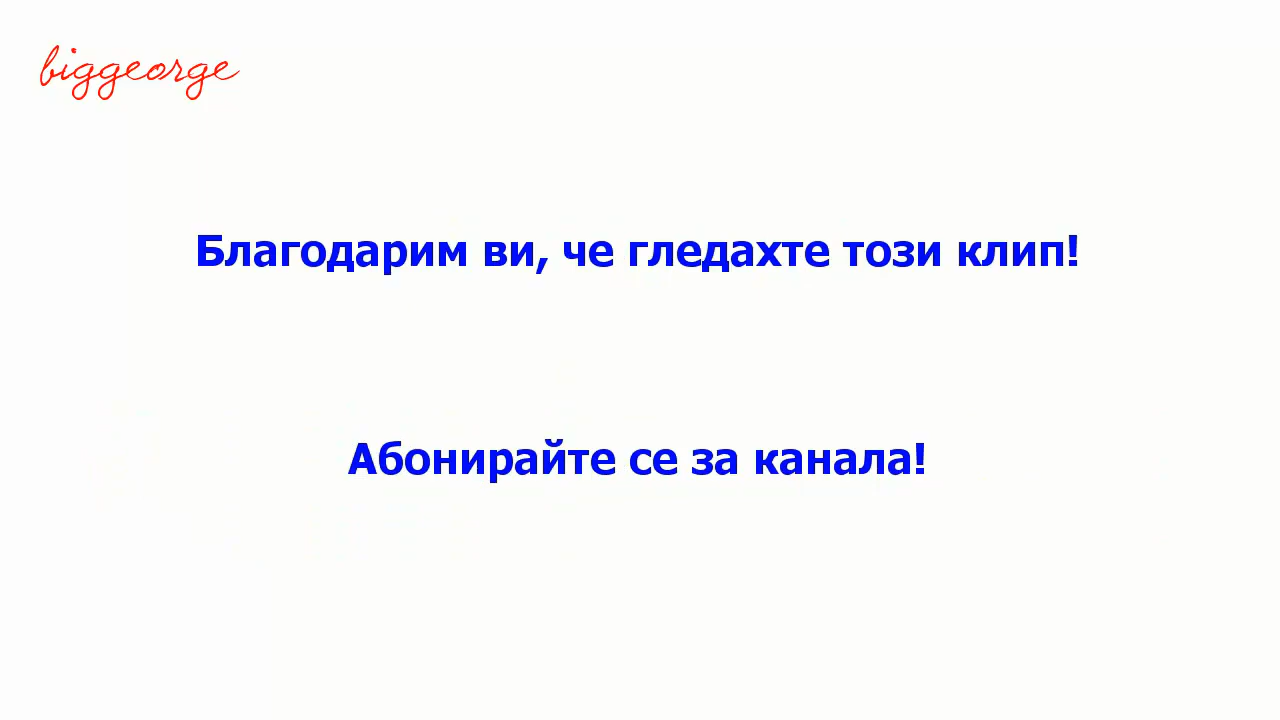 biggeorge
Благодарим ви, че гледахте този клип!
Абонирайте се за канала!